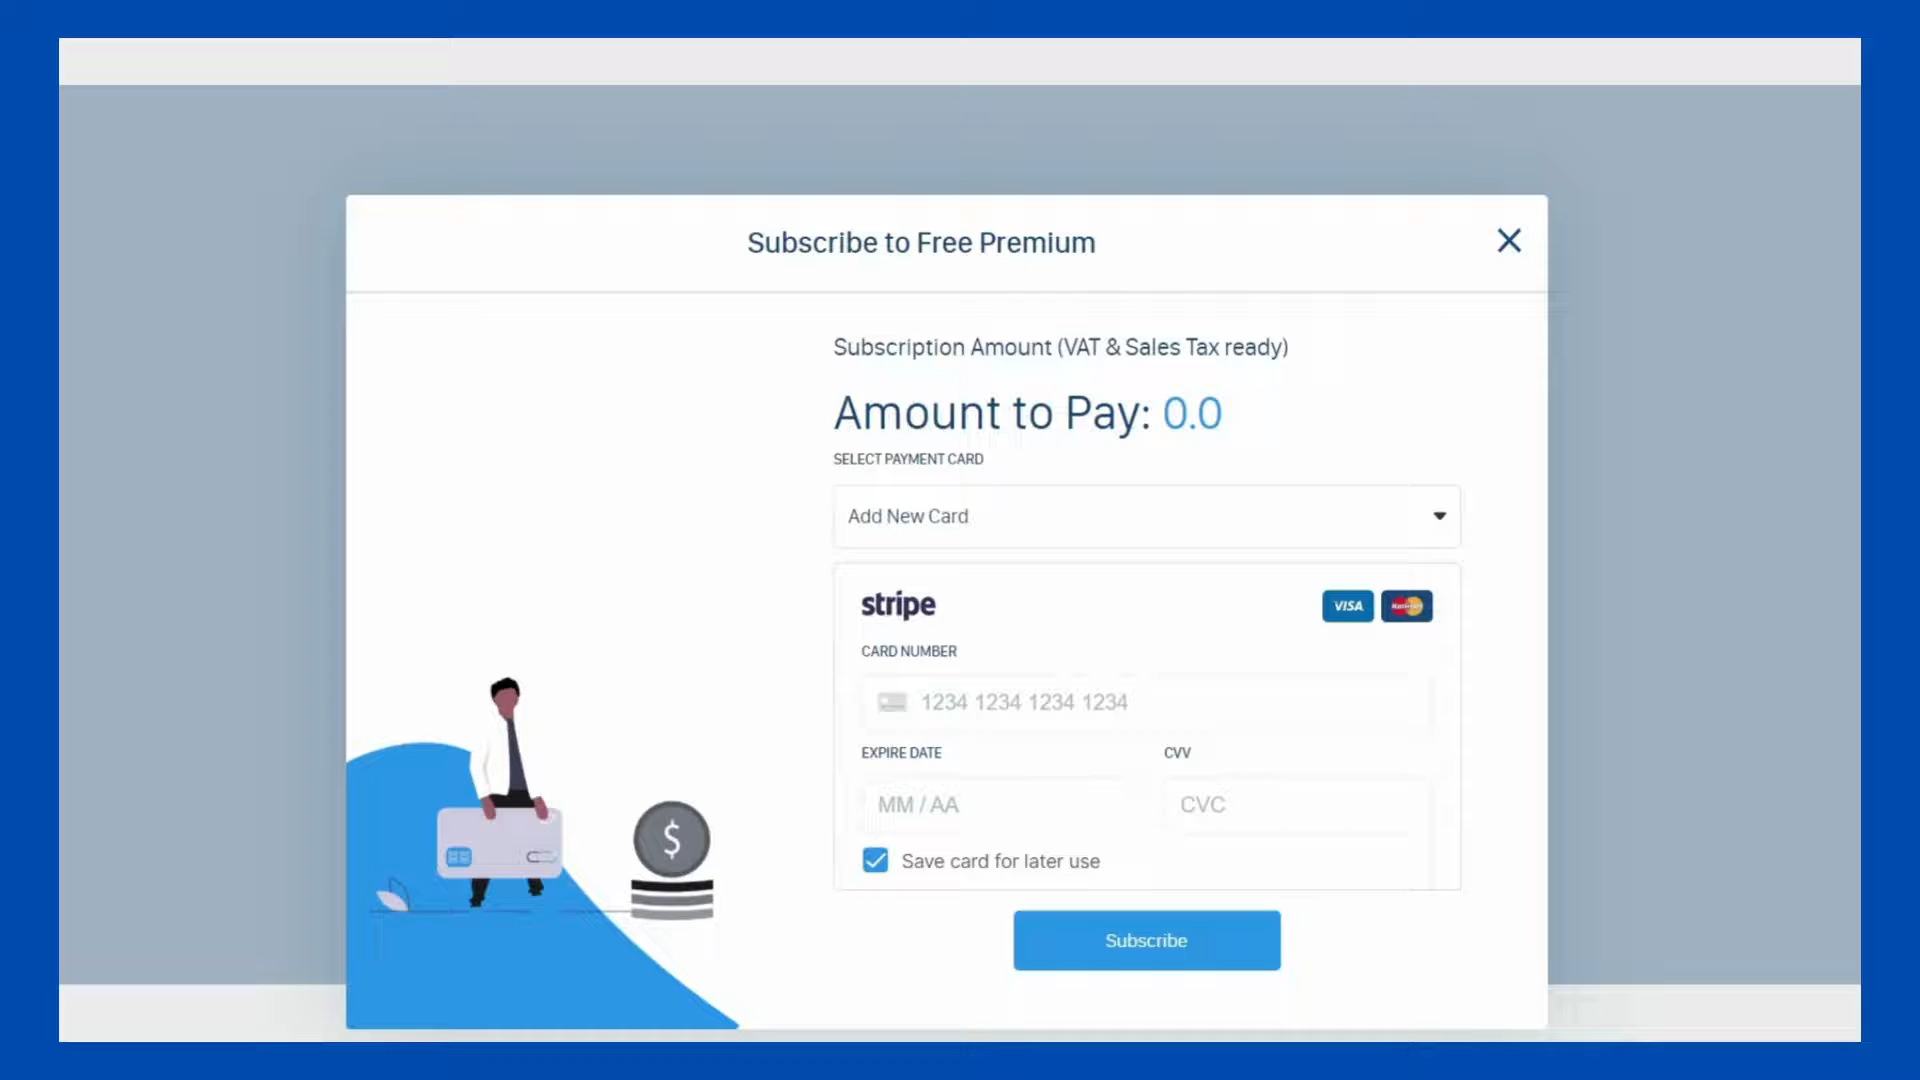 Subscribe to Free Premium
Subscription Amount (VAT & Sales Tax ready)
Amount to Pay: 0.0
SELECT PAYMENT CARD
Add New Card
stripe
VISA
CARD NUMBER
1234 1234 1234 1234
EXPIRE DATE
CVV
MM / AA
CVC
Save card for later use
Subscribe
$